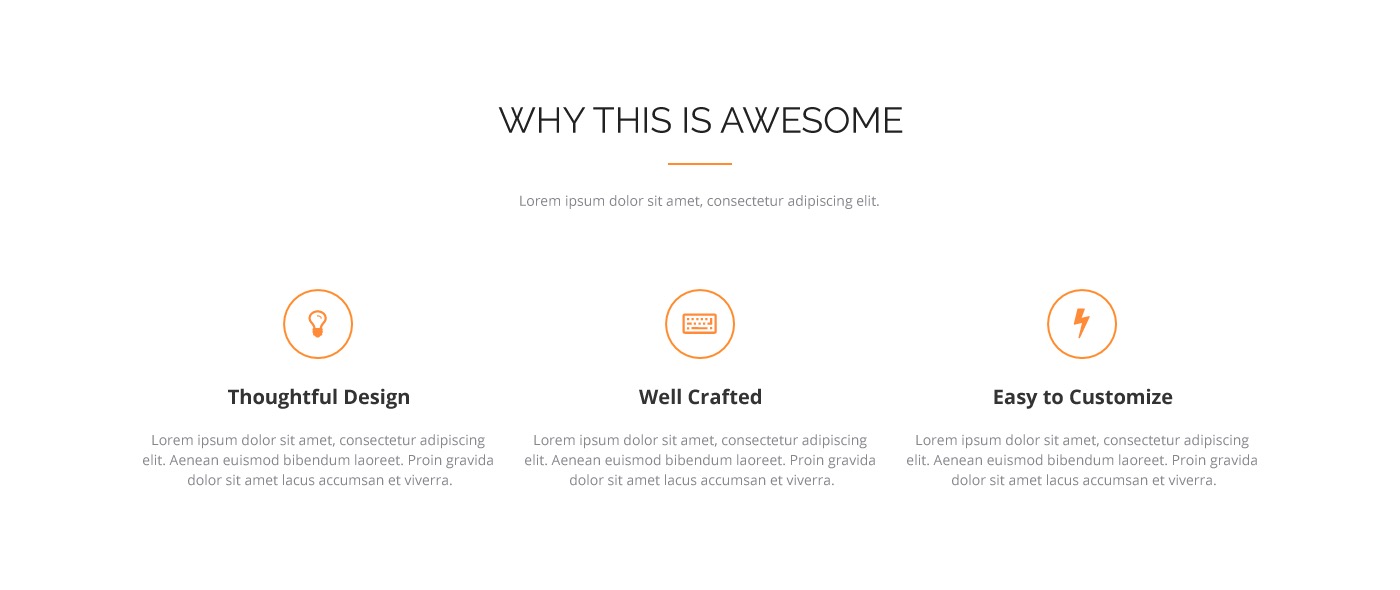 WHY THIS IS AWESOME
Lorem ipsum dolor sit amet, consectetur adipiscing elit.
Thoughtful Design
Lorem ipsum dolor sit amet, consectetur adipiscing
elit. Aenean euismod bibendum laoreet. Proin gravida
dolor sit amet lacus accumsan et viverra.
Well Crafted
Lorem ipsum dolor sit amet, consectetur adipiscing
elit. Aenean euismod bibendum laoreet. Proin gravida
dolor sit amet lacus accumsan et viverra.
Easy to Customize
Lorem ipsum dolor sit amet, consectetur adipiscing
elit. Aenean euismod bibendum laoreet. Proin gravida
dolor sit amet lacus accumsan et viverra.